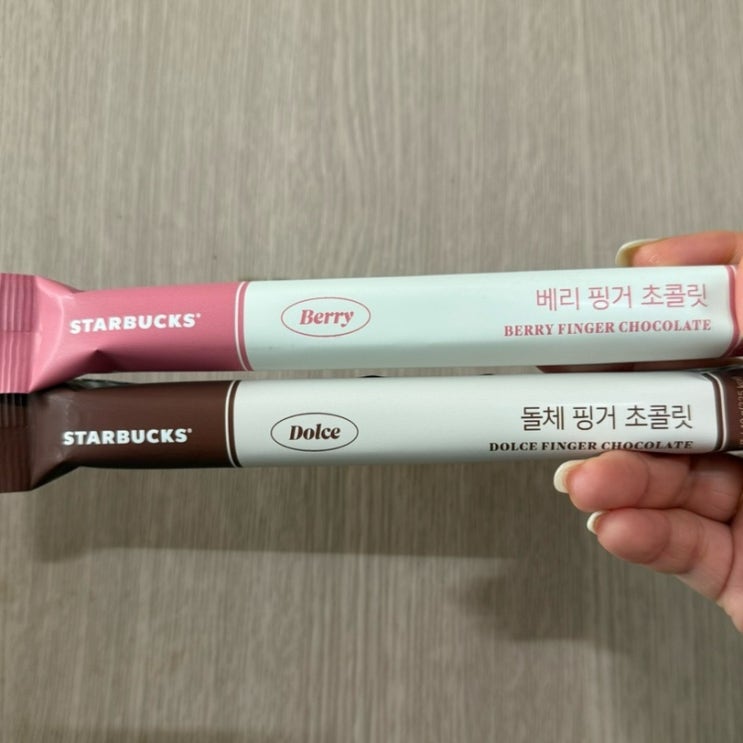 STARBUCKS®
Berry
베리 핑거 초콜릿
BERRY FINGER CHOCOLATE
STARBUCKS®
Dolce
돌체 핑거 초콜릿
DOLCE FINGER CHOCOLATE